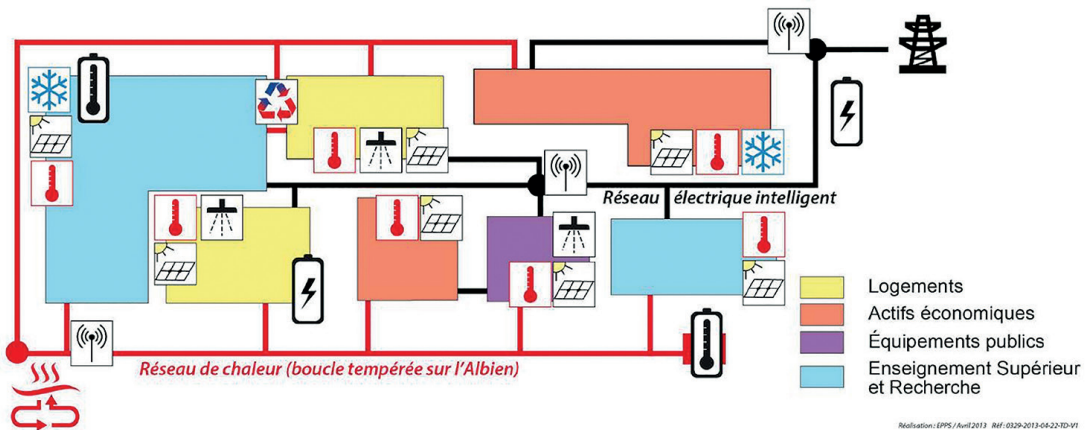 Réseau électrique intelligent
Logements
Actifs économiques
Équipements publics
Enseignement Supérieur
et Recherche
Réseau de chaleur (boucle tempérée sur l'Albien)
Réalisation : EPPS / Avril 2013 Réf : 0329-2013-04-22-TD-V1